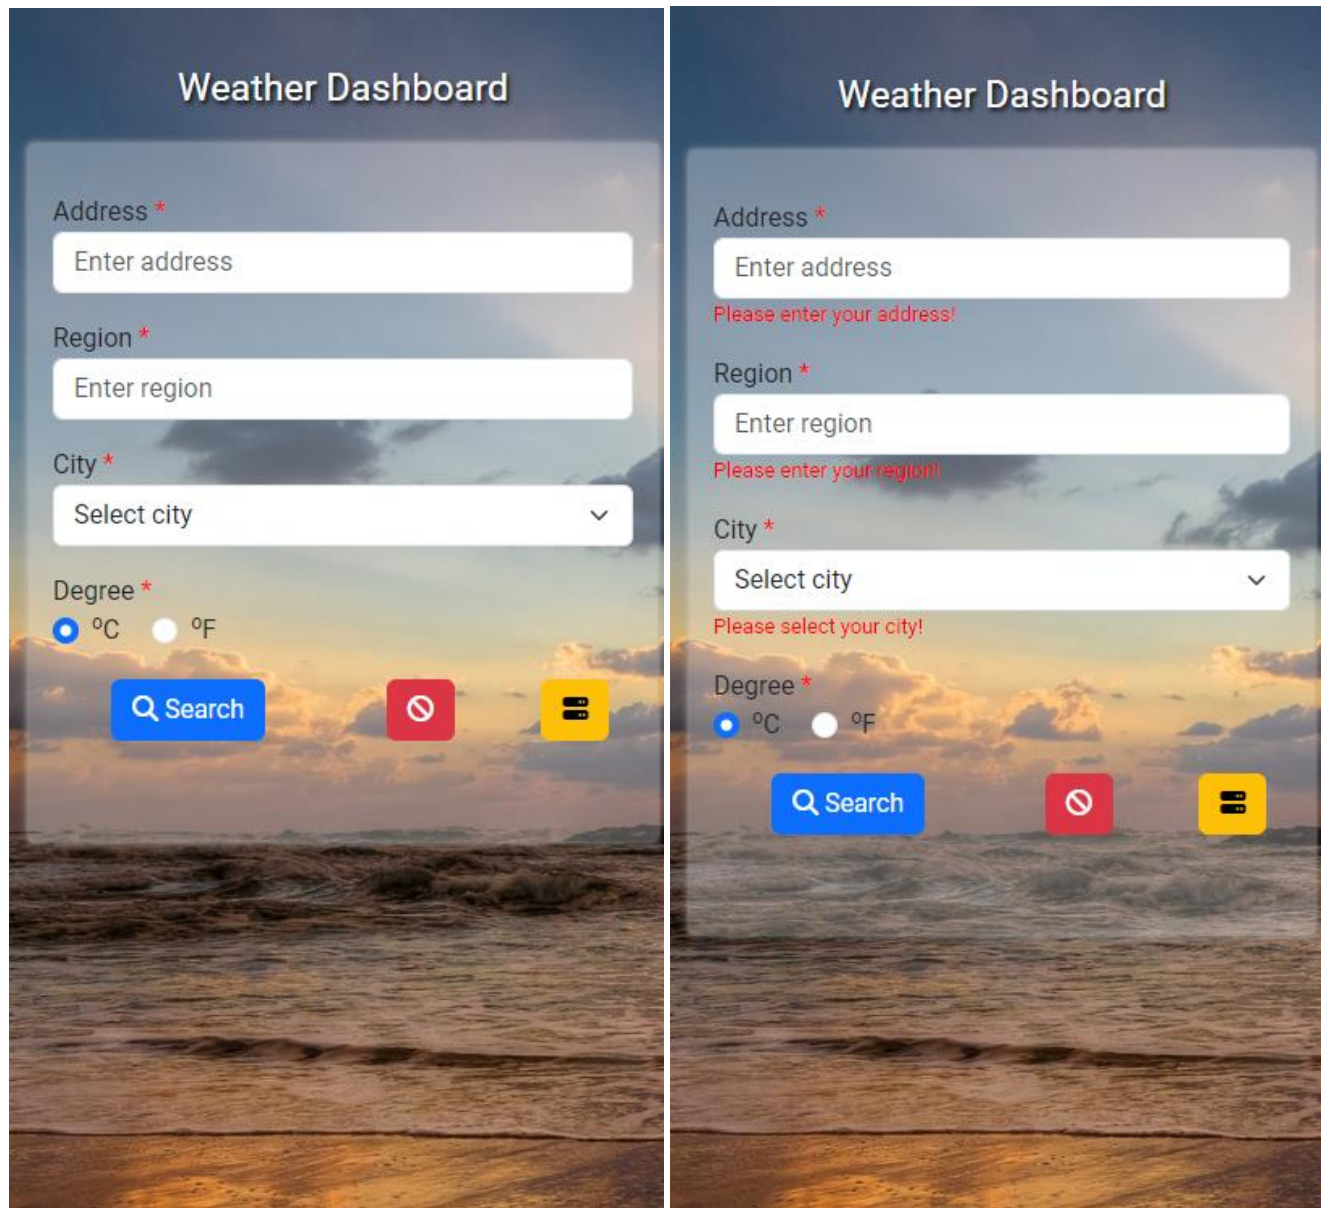 Weather Dashboard
Address *
Enter address
Region *
Enter region
City *
Select city
Degree *
ºC ºF
Search
Weather Dashboard
Address *
Enter address
Please enter your address!
Region *
Enter region
Please enter your region!!
City *
Select city
Please select your city!
Degree *
ºC ºF
Search